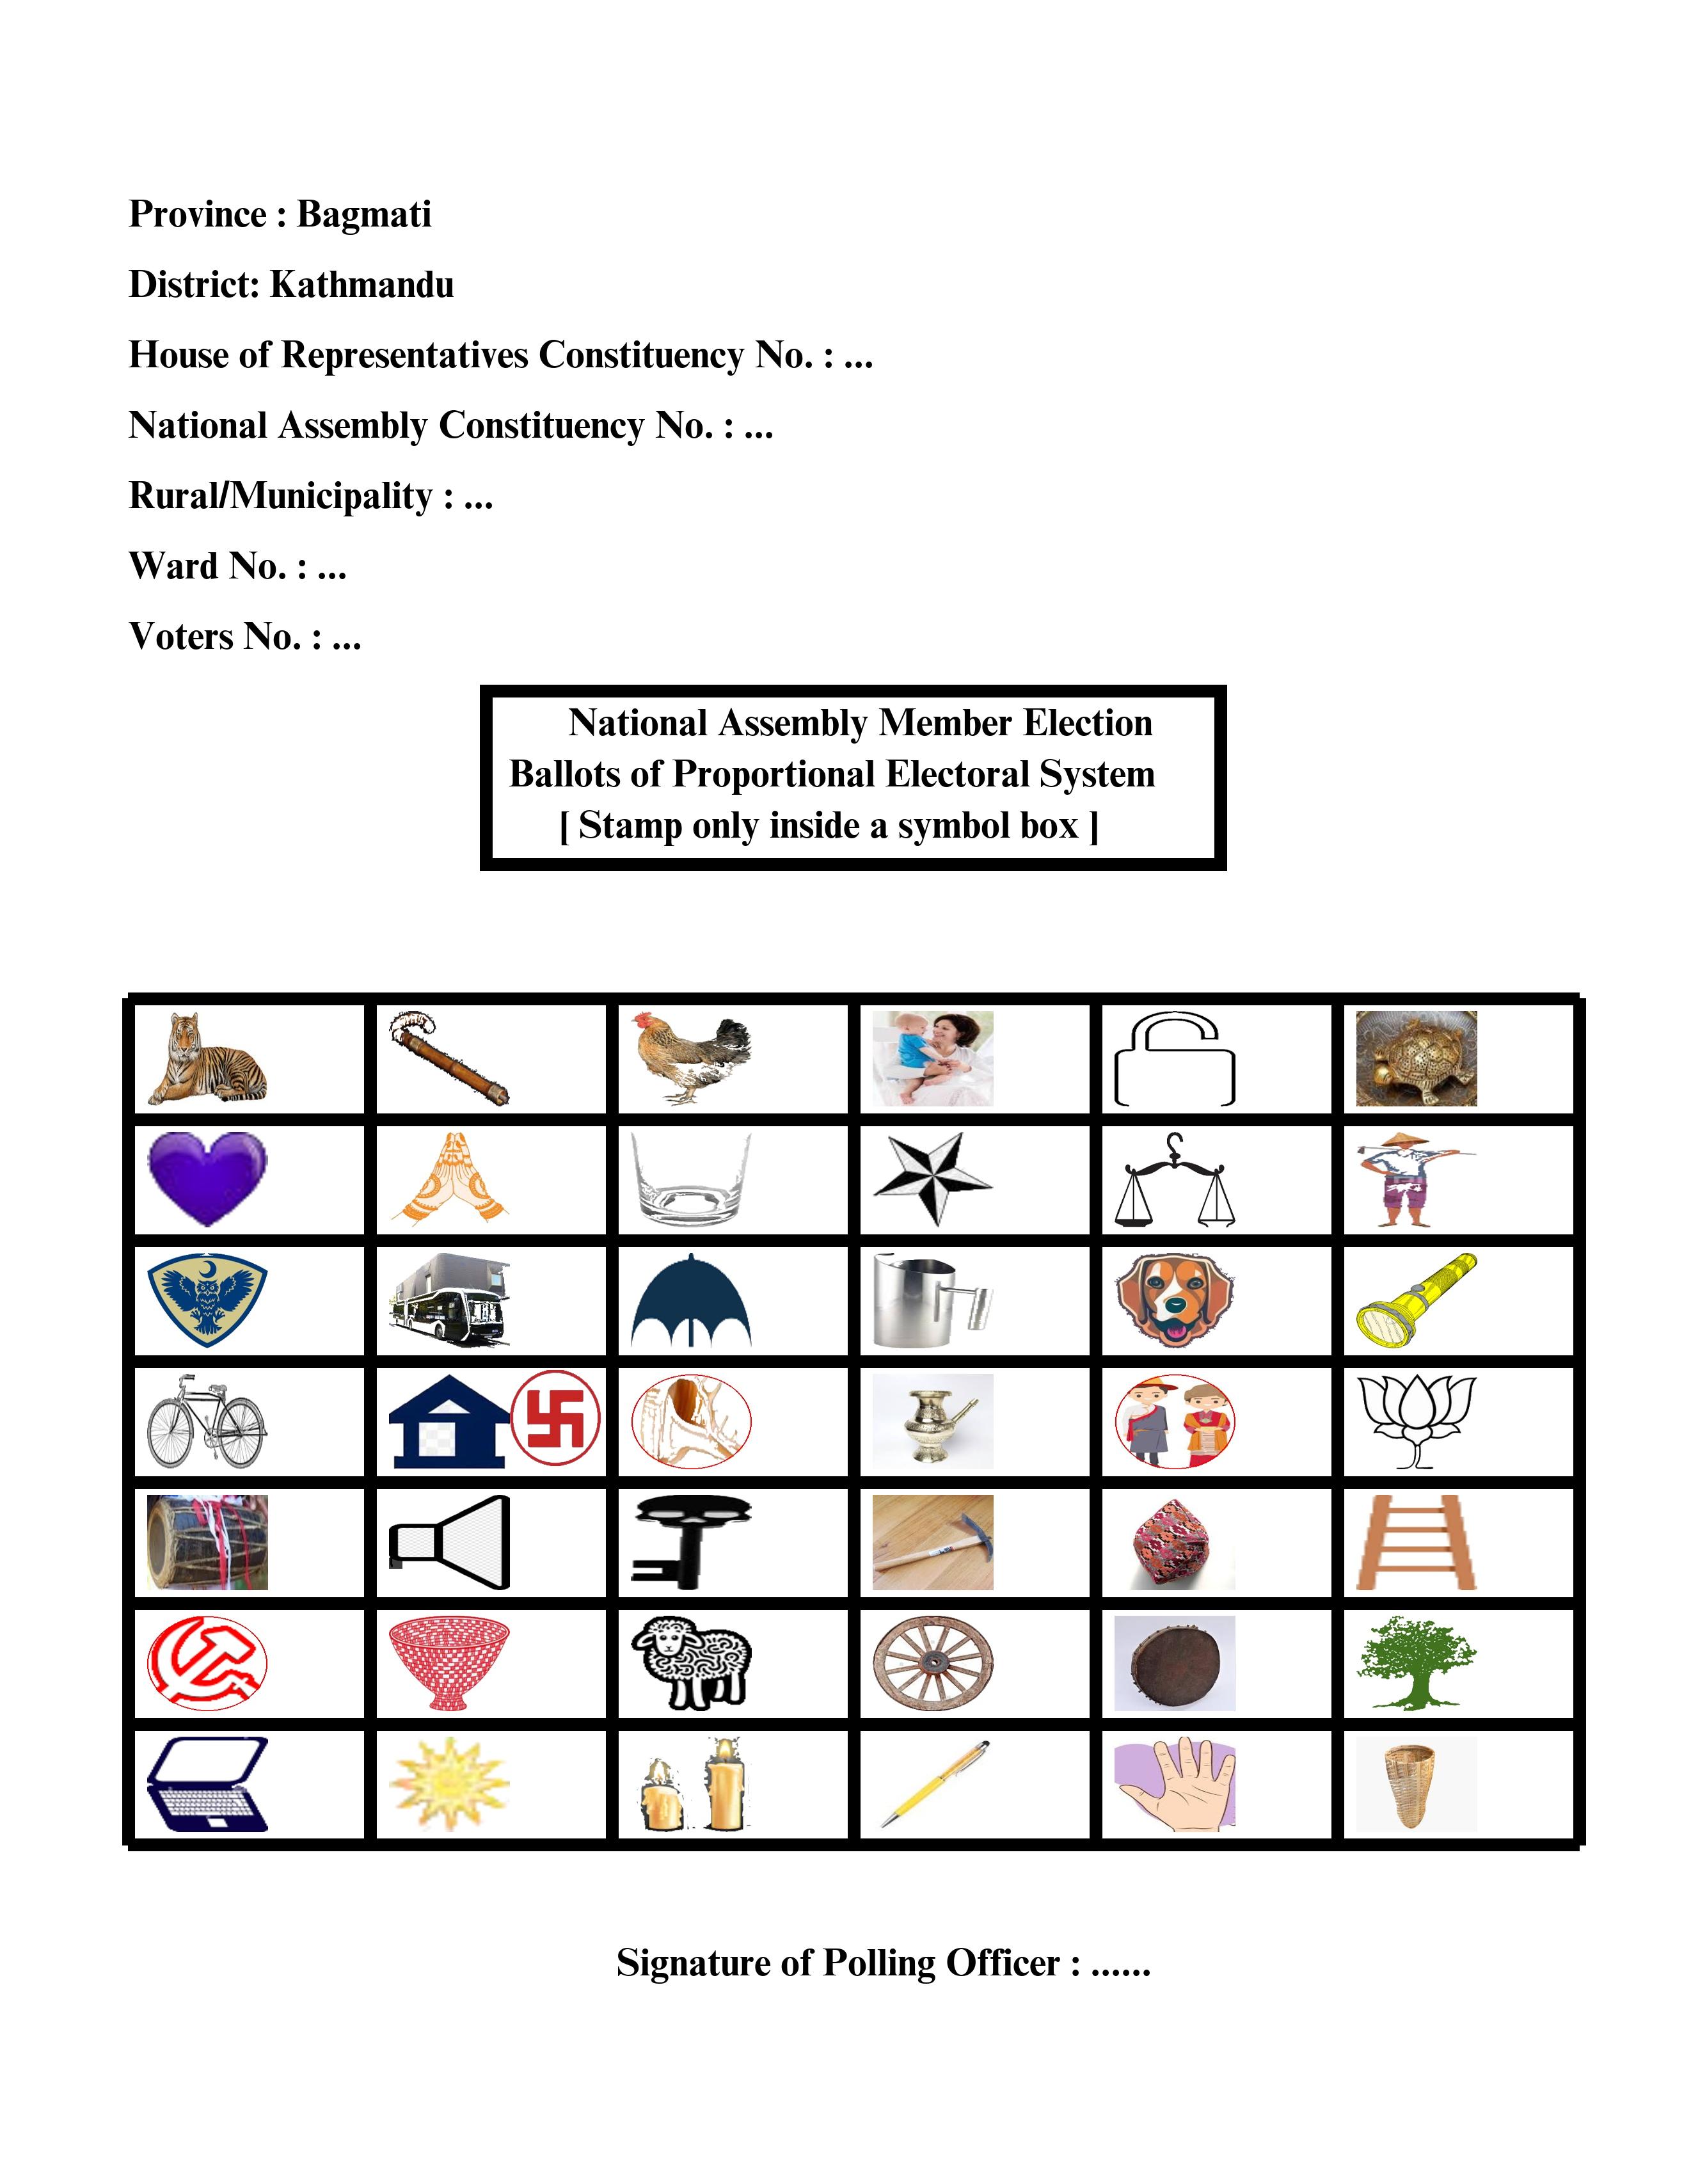 Province : Bagmati
District: Kathmandu
House of Representatives Constituency No. : ...
National Assembly Constituency No. : ...
Rural/Municipality : ...
Ward No. : ...
Voters No. : ...
National Assembly Member Election
Ballots of Proportional Electoral System
[ Stamp only inside a symbol box ]
Signature of Polling Officer : ......